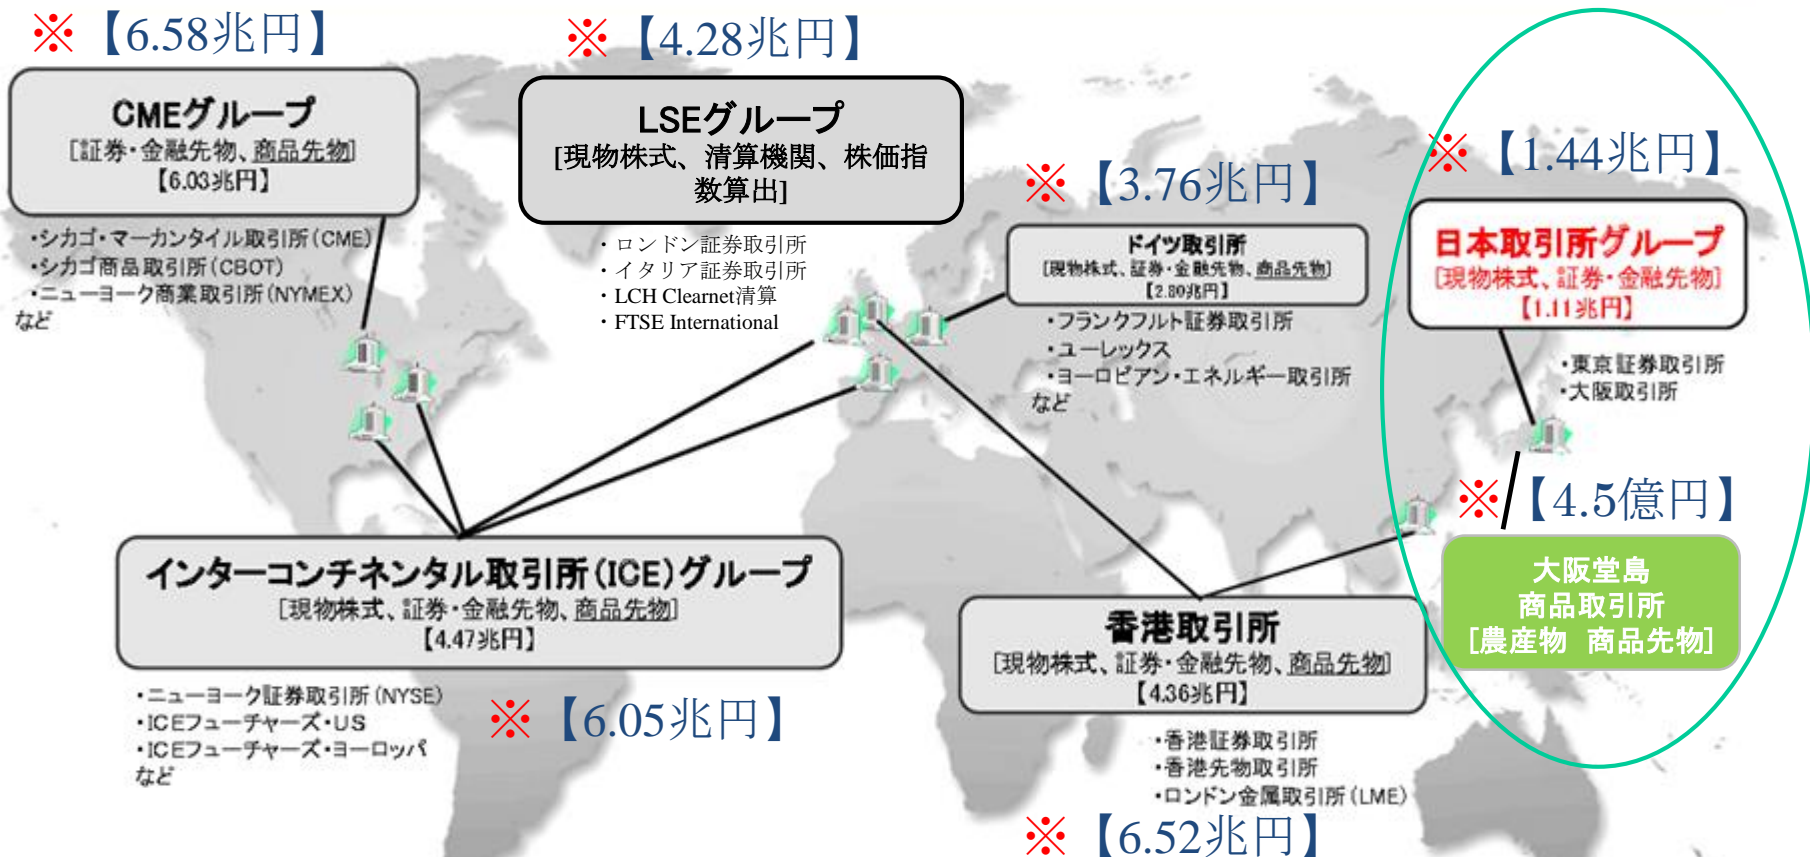 ※【6.58兆円】
CMEグループ
[証券・金融先物、商品先物]
【6.03兆円】
・シカゴ・マーカンタイル取引所(CME)
・シカゴ商品取引所(CBOT)
・ニューヨーク商業取引所(NYMEX)
など
※【4.28兆円】
LSEグループ
[現物株式、清算機関、株価指
数算出]
・ロンドン証券取引所
・イタリア証券取引所
・LCH Clearnet清算
・FTSE International
※【3.76兆円】
ドイツ取引所
[現物株式、証券・金融先物、商品先物]
【2.80兆円】
・フランクフルト証券取引所
・ユーレックス
・ヨーロピアン・エネルギー取引所
など
※【1.44兆円】
日本取引所グループ
[現物株式、証券・金融先物]
【1.11兆円】
・東京証券取引所
・大阪取引所
※【4.5億円】
大阪堂島
商品取引所
[農産物 商品先物]
インターコンチネンタル取引所(ICE)グループ
[現物株式、証券・金融先物、商品先物]
【4.47兆円】
・ニューヨーク証券取引所(NYSE)
・ICEフューチャーズ・US
・ICEフューチャーズ・ヨーロッパ
など
※【6.05兆円】
香港取引所
[現物株式、証券・金融先物、商品先物]
【4.36兆円】
・香港証券取引所
・香港先物取引所
・ロンドン金属取引所(LME)
※【6.52兆円】